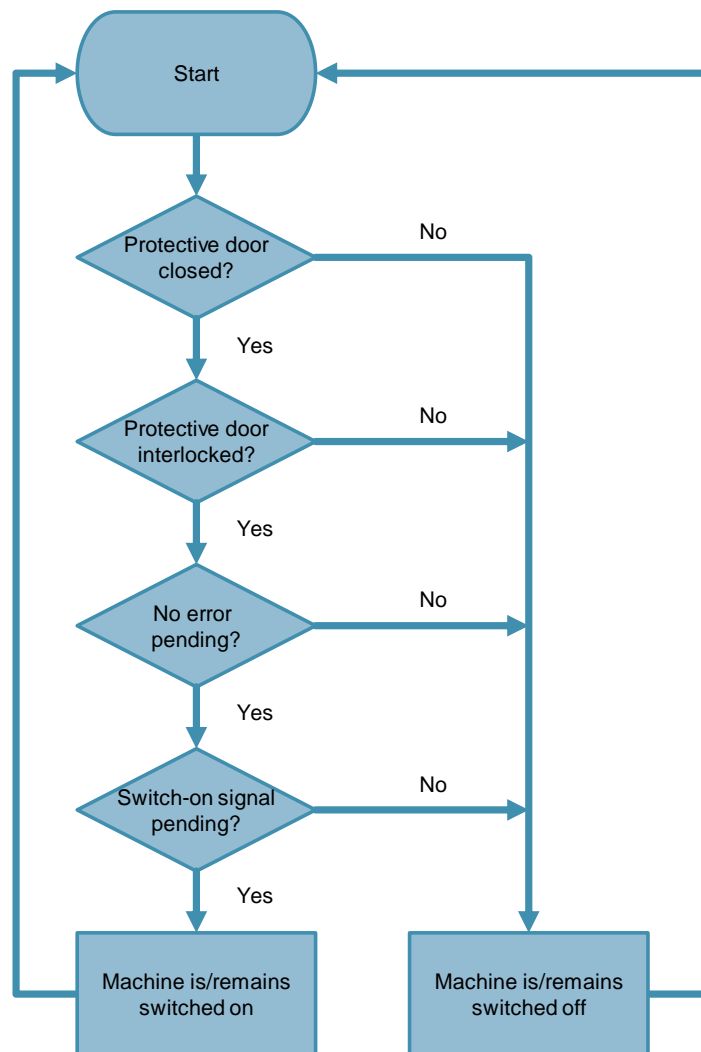 Start
Protective door
closed?
No
Yes
Protective door
interlocked?
No
Yes
No error
pending?
No
Yes
Switch-on signal
pending?
No
Yes
Machine is/remains
switched on
Machine is/remains
switched off